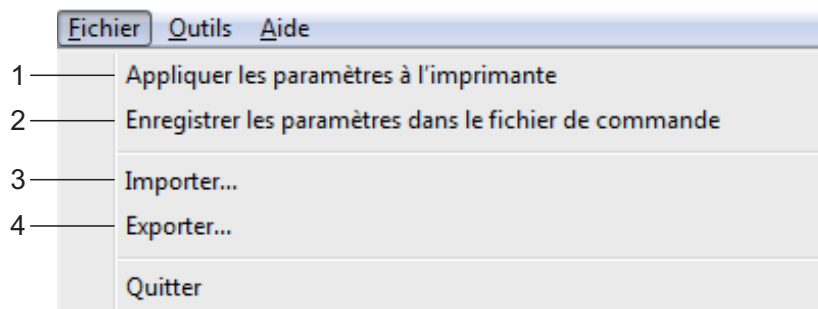 Fichier Outils Aide
1 Appliquer les paramètres à l'imprimante
2 Enregistrer les paramètres dans le fichier de commande
3 Importer...
4 Exporter...
Quitter